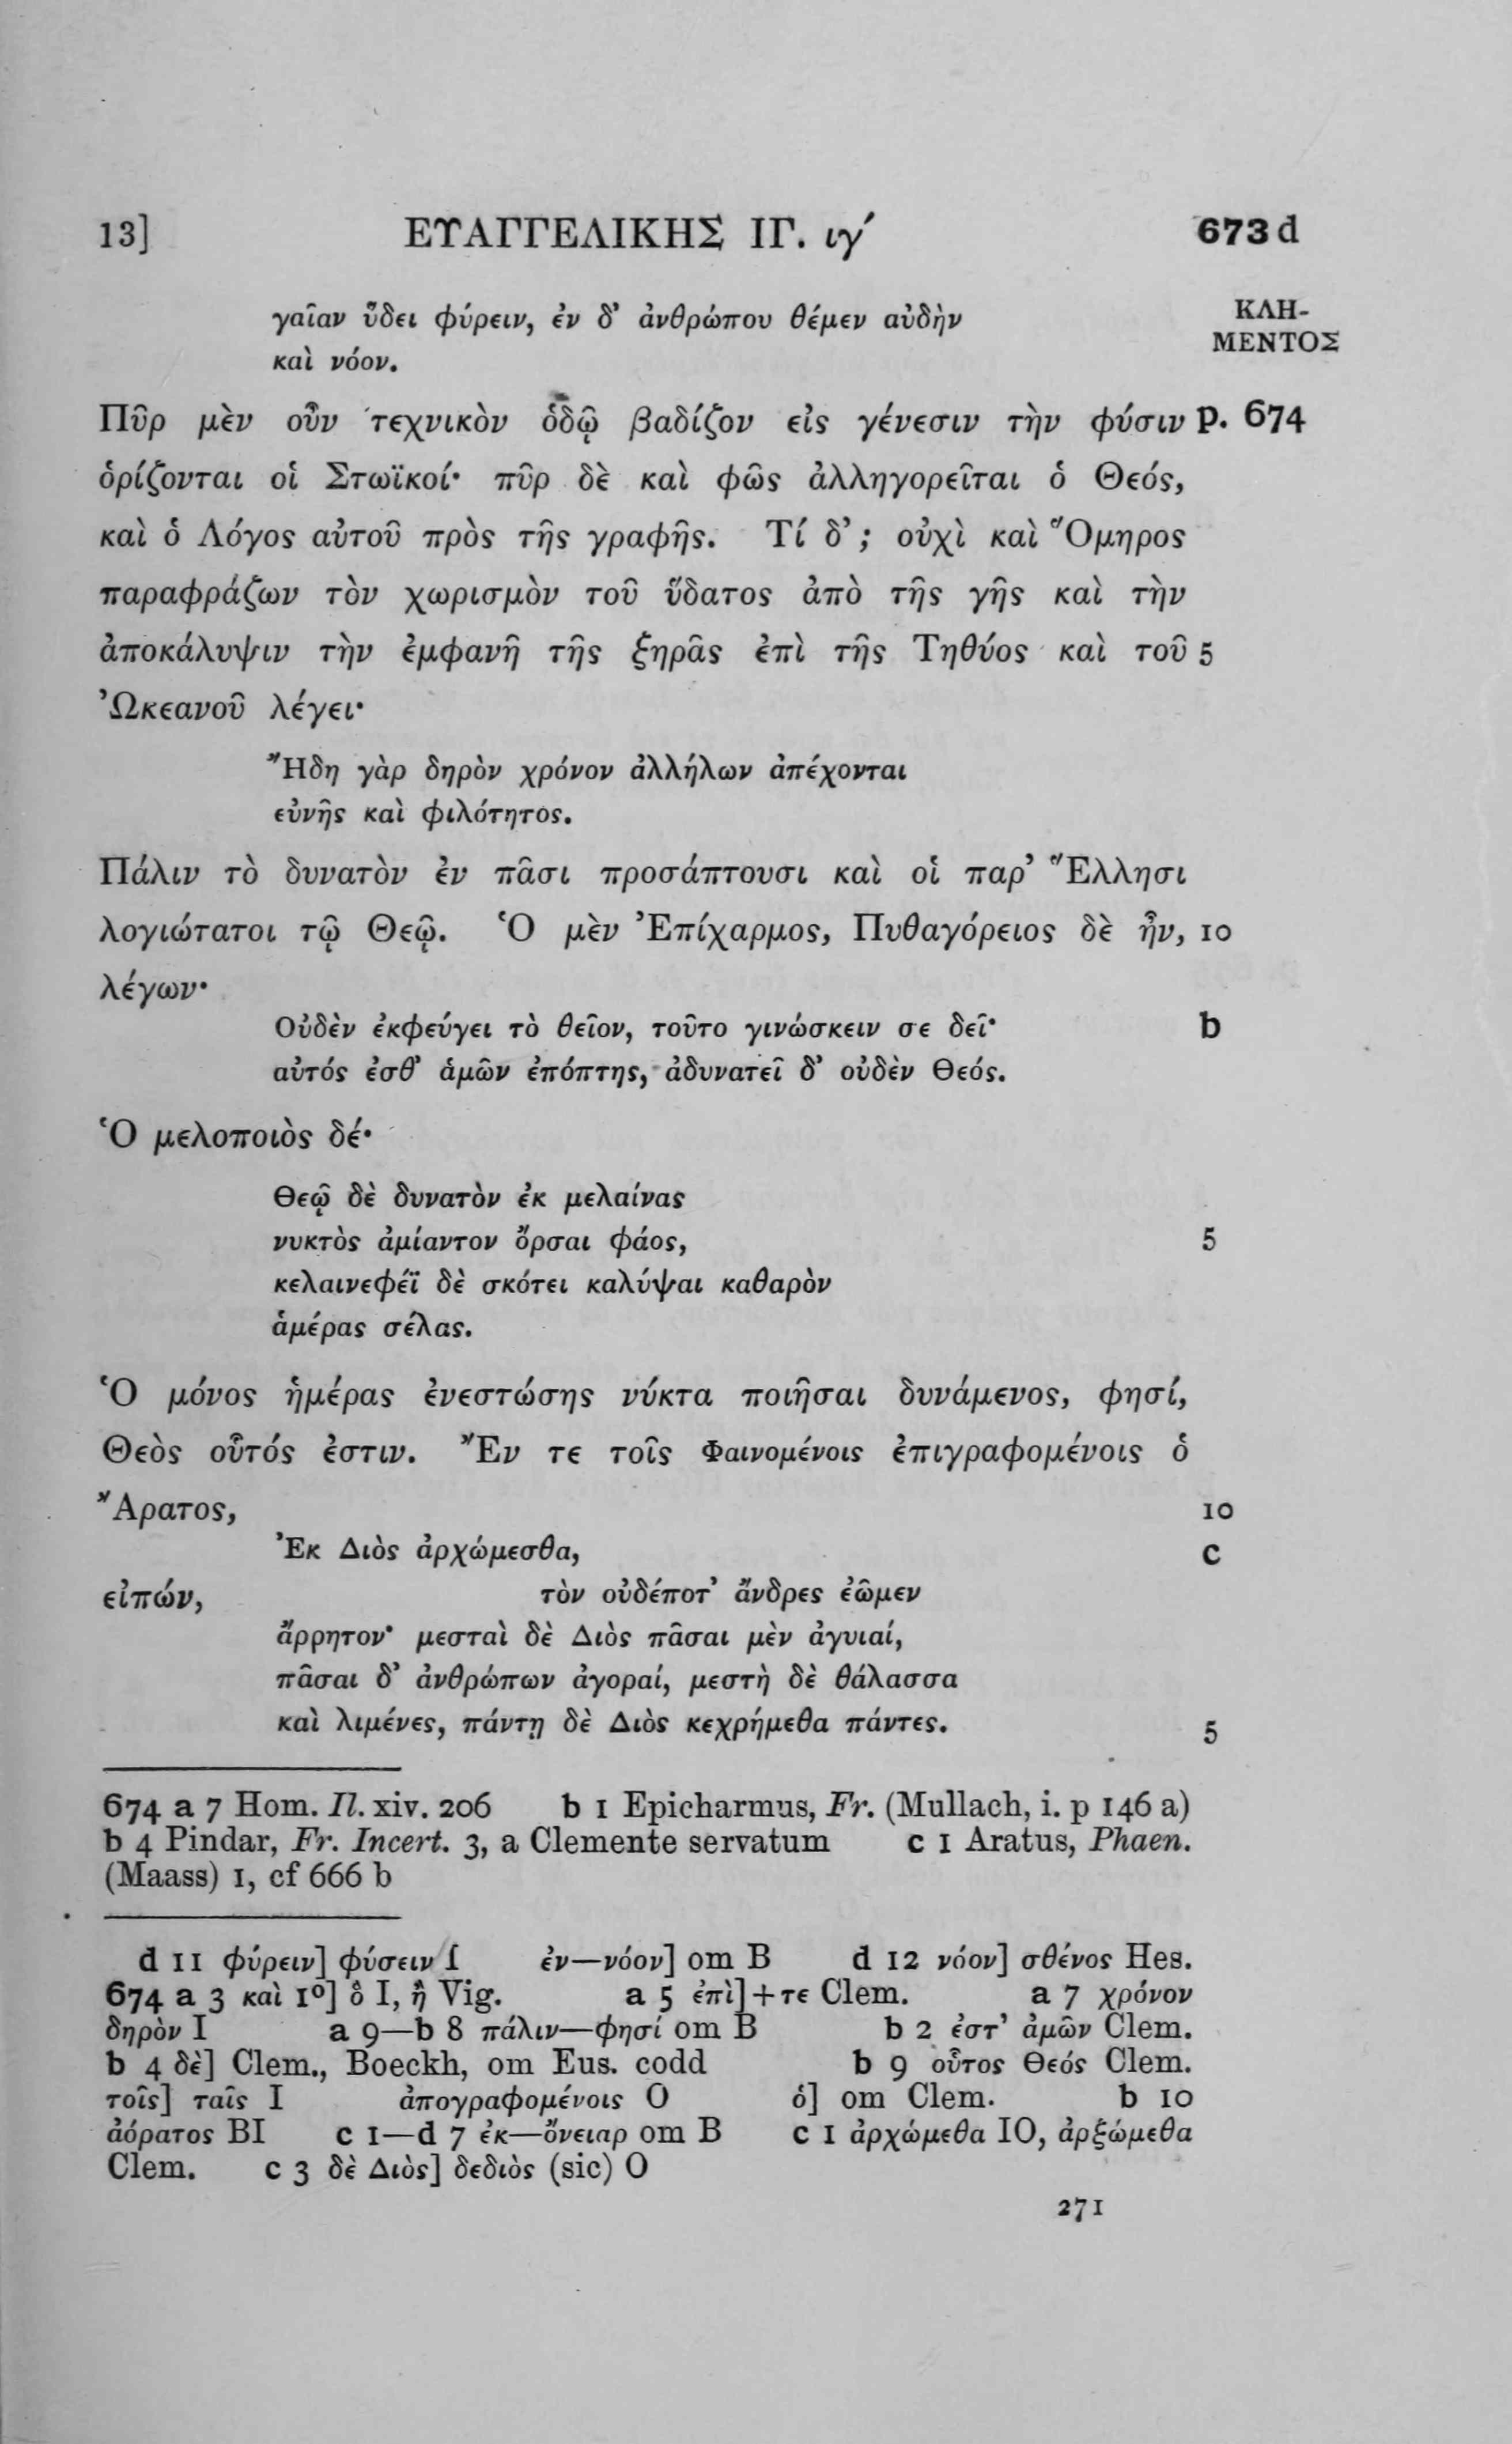 13] ΕΥΑΓΓΕΛΙΚΗΣ ΙΓ. ιγ´ 673 d
γαῖαν ὕδει φύρειν, ἐν δ’ ἀνθρώπου θέμεν αὐδὴν
ΚΛΗ-
ΜΕΝΤΟΣ
καὶ νόον.
Πῦρ μὲν οὖν τεχνικὸν ὁδῷ βαδίζον εἰς γένεσιν τὴν φύσιν p. 674
ὁρίζονται οἱ Στωϊκοί· πῦρ δὲ καὶ φῶς ἀλληγορεῖται ὁ Θεός,
καὶ ὁ Λόγος αὐτοῦ πρὸς τῆς γραφῆς. Τί δ’; οὐχὶ καὶ Ὅμηρος
παραφράζων τὸν χωρισμὸν τοῦ ὕδατος ἀπὸ τῆς γῆς καὶ τὴν
ἀποκάλυψιν τὴν ἐμφανῆ τῆς ξηρᾶς ἐπὶ τῆς Τηθύος καὶ τοῦ 5
Ὠκεανοῦ λέγει·
Ἤδη γὰρ δηρὸν χρόνον ἀλλήλων ἀπέχονται
εὐνῆς καὶ φιλότητος.
Πάλιν τὸ δυνατὸν ἐν πᾶσι προσάπτουσι καὶ οἱ παρ’ Ἕλλησι
λογιώτατοι τῷ Θεῷ. Ὁ μὲν Ἐπίχαρμος, Πυθαγόρειος δὲ ἦν, 10
λέγων·
Οὐδὲν ἐκφεύγει τὸ θεῖον, τοῦτο γινώσκειν σε δεῖ· b
αὐτός ἐσθ’ ἁμῶν ἐπόπτης, ἀδυνατεῖ δ’ οὐδὲν Θεός.
Ὁ μελοποιὸς δέ·
Θεῷ δὲ δυνατὸν ἐκ μελαίνας
νυκτὸς ἀμίαντον ὄρσαι φάος, 5
κελαινεφέϊ δὲ σκότει καλύψαι καθαρὸν
ἁμέρας σέλας.
Ὁ μόνος ἡμέρας ἐνεστώσης νύκτα ποιῆσαι δυνάμενος, φησί,
Θεὸς οὗτός ἐστιν. Ἔν τε τοῖς Φαινομένοις ἐπιγραφομένοις ὁ
Ἄρατος, 10
Ἐκ Διὸς ἀρχώμεσθα, c
εἰπών, τὸν οὐδέποτ’ ἄνδρες ἐῶμεν
ἄρρητον· μεσταὶ δὲ Διὸς πᾶσαι μὲν ἀγυιαί,
πᾶσαι δ’ ἀνθρώπων ἀγοραί, μεστὴ δὲ θάλασσα
καὶ λιμένες, πάντῃ δὲ Διὸς κεχρήμεθα πάντες. 5
674 a 7 Hom. Il. xiv. 206 b 1 Epicharmus, Fr. (Mullach, i. p 146 a)
b 4 Pindar, Fr. Incert. 3, a Clemente servatum c 1 Aratus, Phaen.
(Maass) 1, cf 666 b
d 11 φύρειν] φύσειν I ἐν—νόον] om B d 12 νόον] σθένος Hes.
674 a 3 καὶ 1⁰] ὃ I, ἢ Vig. a 5 ἐπὶ]+τε Clem. a 7 χρόνον
δηρὸν I a 9—b 8 πάλιν—φησί om B b 2 ἐστ’ ἀμῶν Clem.
b 4 δὲ] Clem., Boeckh, om Eus. codd b 9 οὗτος Θεός Clem.
τοῖς] ταῖς I ἀπογραφομένοις O ὁ] om Clem. b 10
ἀόρατος BI c 1—d 7 ἐκ—ὄνειαρ om B c 1 ἀρχώμεθα IO, ἀρξώμεθα
Clem. c 3 δὲ Διὸς] δεδιὸς (sic) O
271